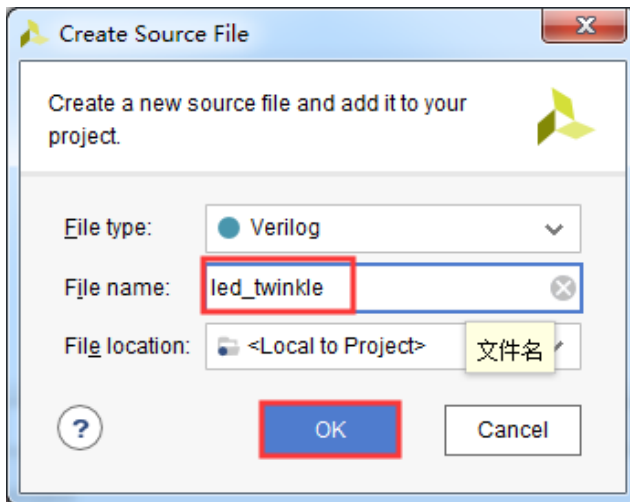 Create Source File
Create a new source file and add it to your
project.
File type:
Verilog
File name:
led_twinkle
File location:
<Local to Project>
文件名
?
OK
Cancel